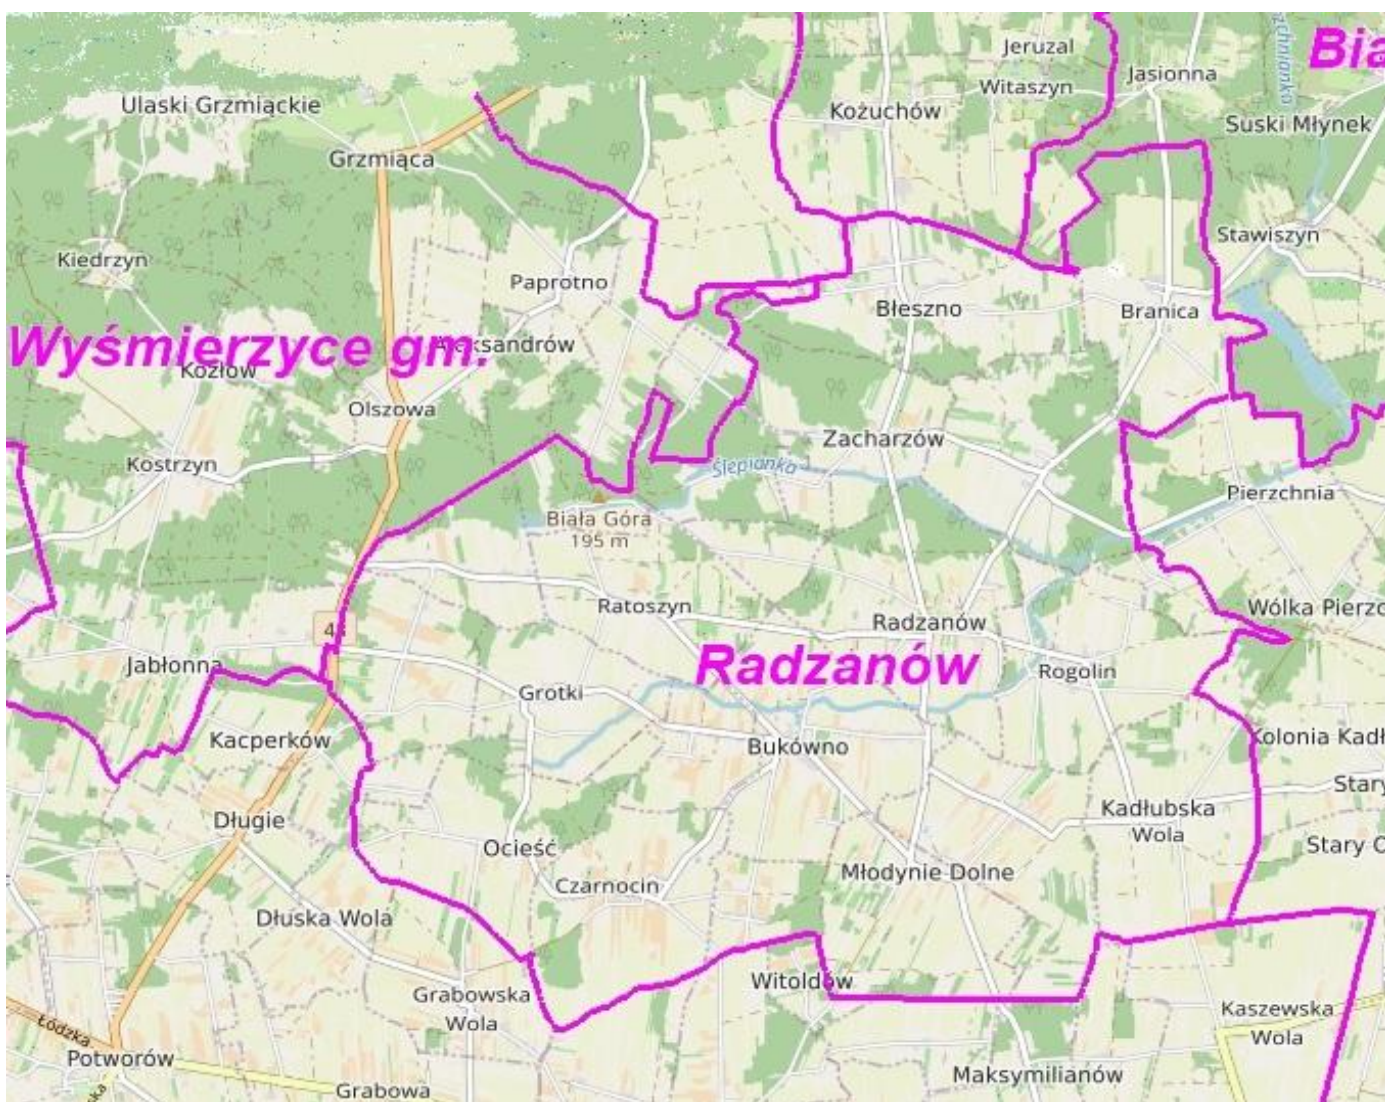 Jeruzal
Bia
Witaszyn
Jasionna
Ulaski Grzmiąckie
Kożuchów
Suski Młynek
Grzmiąca
Stawiszyn
Kiedrzyn
Paprotno
Błeszno
Branica
Wyśmierzyce gm.
Aleksandrów
Kozłów
Olszowa
Zacharzów
Kostrzyn
Ślepianka
Pierzchnia
Biała Góra
195 m
Ratoszyn
Wólka Pierzc
Radzanów
4
Jabłonna
Radzanów
Rogolin
Grotki
Kacperków
Bukówno
Kolonia Kadł
Stary
Długie
Kadłubska
Wola
Ocieść
Stary O
Czarnocin
Młodynie Dolne
Dłuska Wola
Witoldów
Grabowska
Wola
Kaszewska
Wola
Łódzka
Potworów
Maksymilianów
Grabowa
ska